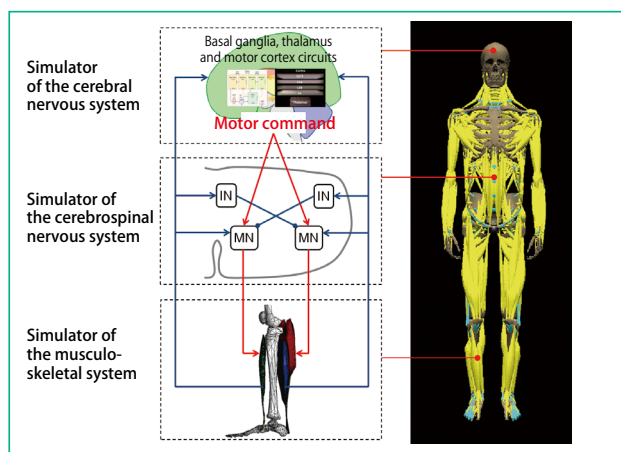 Simulator
of the cerebral
nervous system
Basal ganglia, thalamus
and motor cortex circuits
Thalamus
Motor command
Simulator of
the cerebrospinal
nervous system
IN
IN
MN
MN
Simulator of
the musculo-
skeletal system